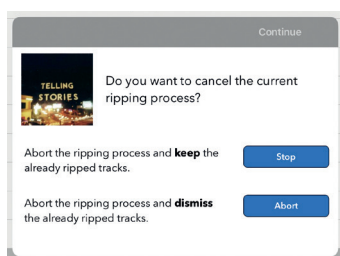 Continue
TELLING
STORIES
Do you want to cancel the current
ripping process?
Abort the ripping process and keep the
already ripped tracks.
Stop
Abort the ripping process and dismiss
the already ripped tracks.
Abort